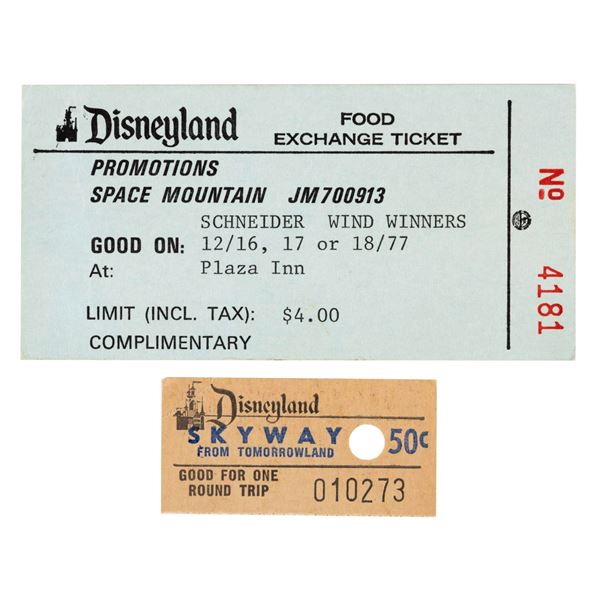 Disneyland
FOOD
EXCHANGE TICKET
PROMOTIONS
SPACE MOUNTAIN JM700913
SCHNEIDER WIND WINNERS
GOOD ON: 12/16, 17 or 18/77
At: Plaza Inn
LIMIT (INCL. TAX): $4.00
COMPLIMENTARY
No 4181
Disneyland
SKYWAY 50c
FROM TOMORROWLAND
GOOD FOR ONE
ROUND TRIP 010273